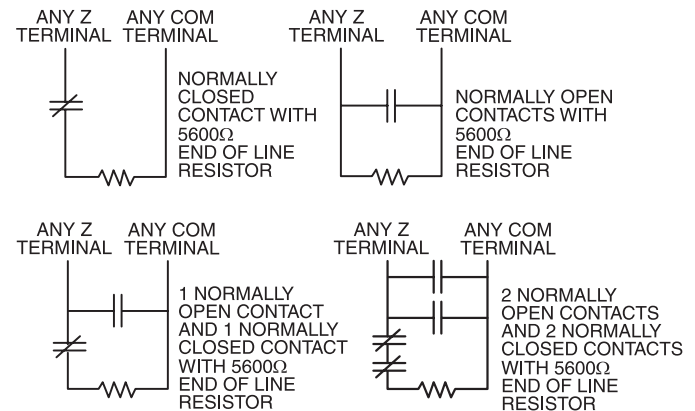 ANY Z
TERMINAL
ANY COM
TERMINAL
NORMALLY
CLOSED
CONTACT WITH
5600Ω
END OF LINE
RESISTOR
ANY Z
TERMINAL
ANY COM
TERMINAL
NORMALLY OPEN
CONTACTS WITH
5600Ω
END OF LINE
RESISTOR
ANY Z
TERMINAL
ANY COM
TERMINAL
1 NORMALLY
OPEN CONTACT
AND 1 NORMALLY
CLOSED CONTACT
WITH 5600Ω
END OF LINE
RESISTOR
ANY Z
TERMINAL
ANY COM
TERMINAL
2 NORMALLY
OPEN CONTACTS
AND 2 NORMALLY
CLOSED CONTACTS
WITH 5600Ω
END OF LINE
RESISTOR